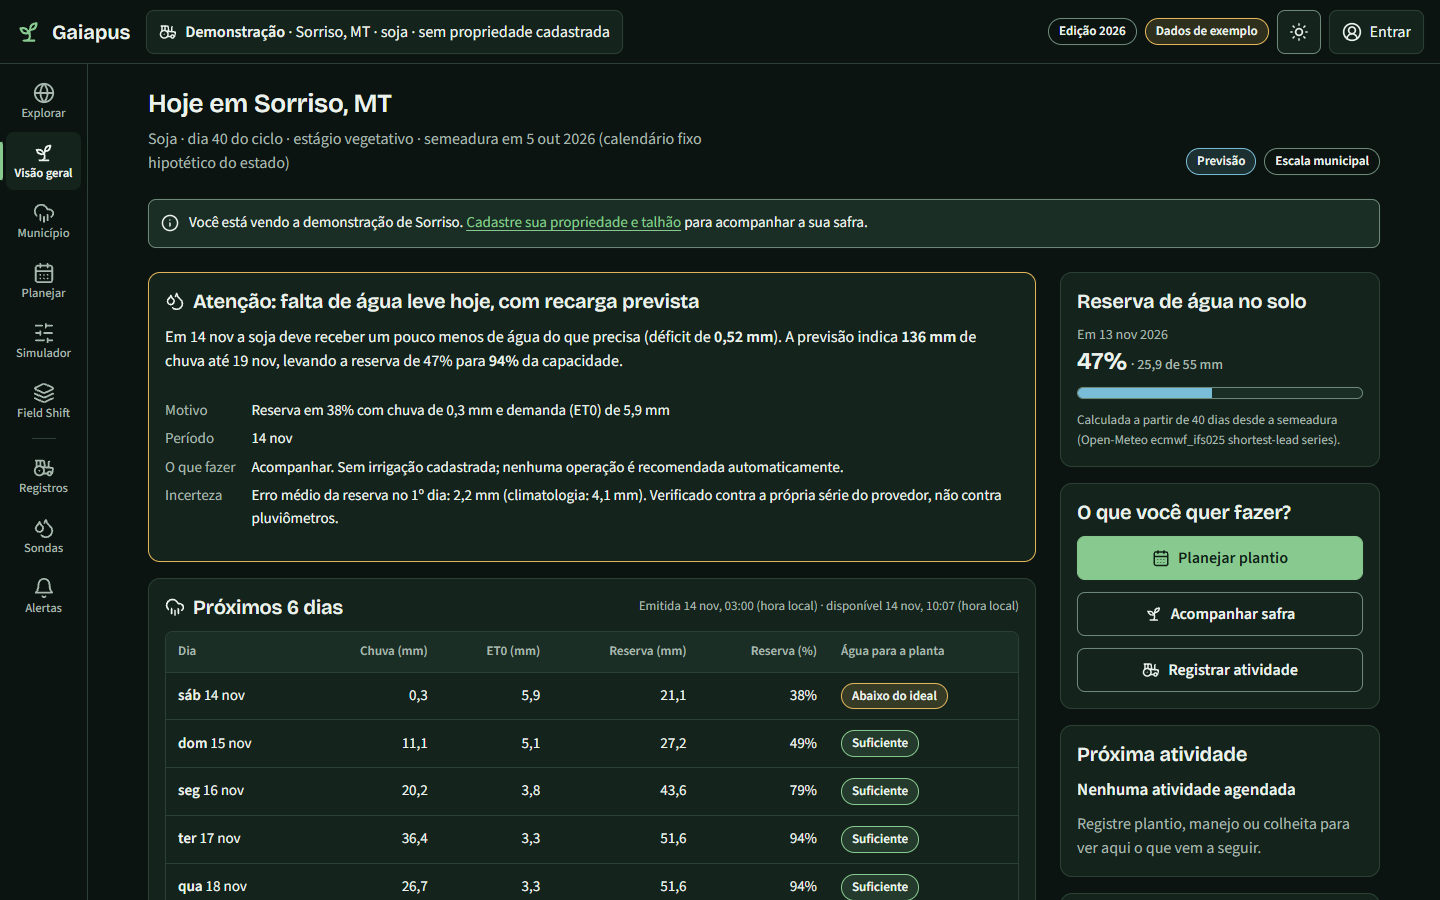 Gaiapus
Demonstração · Sorriso, MT · soja · sem propriedade cadastrada
Edição 2026
Dados de exemplo
Entrar
Explorar
Visão geral
Município
Planejar
Simulador
Field Shift
Registros
Sondas
Alertas
Hoje em Sorriso, MT
Soja · dia 40 do ciclo · estágio vegetativo · semeadura em 5 out 2026 (calendário fixo
hipotético do estado)
Previsão
Escala municipal
Você está vendo a demonstração de Sorriso. Cadastre sua propriedade e talhão para acompanhar a sua safra.
Atenção: falta de água leve hoje, com recarga prevista
Em 14 nov a soja deve receber um pouco menos de água do que precisa (déficit de 0,52 mm). A previsão indica 136 mm de
chuva até 19 nov, levando a reserva de 47% para 94% da capacidade.
Motivo Reserva em 38% com chuva de 0,3 mm e demanda (ET0) de 5,9 mm
Período 14 nov
O que fazer Acompanhar. Sem irrigação cadastrada; nenhuma operação é recomendada automaticamente.
Incerteza Erro médio da reserva no 1º dia: 2,2 mm (climatologia: 4,1 mm). Verificado contra a própria série do provedor, não contra
pluviômetros.
Próximos 6 dias
Emitida 14 nov, 03:00 (hora local) · disponível 14 nov, 10:07 (hora local)
Dia Chuva (mm) ET0 (mm) Reserva (mm) Reserva (%) Água para a planta
sáb 14 nov 0,3 5,9 21,1 38% Abaixo do ideal
dom 15 nov 11,1 5,1 27,2 49% Suficiente
seg 16 nov 20,2 3,8 43,6 79% Suficiente
ter 17 nov 36,4 3,3 51,6 94% Suficiente
qua 18 nov 26,7 3,3 51,6 94% Suficiente
Reserva de água no solo
Em 13 nov 2026
47% · 25,9 de 55 mm
Calculada a partir de 40 dias desde a semeadura
(Open-Meteo ecmwf_ifs025 shortest-lead series).
O que você quer fazer?
Planejar plantio
Acompanhar safra
Registrar atividade
Próxima atividade
Nenhuma atividade agendada
Registre plantio, manejo ou colheita para
ver aqui o que vem a seguir.